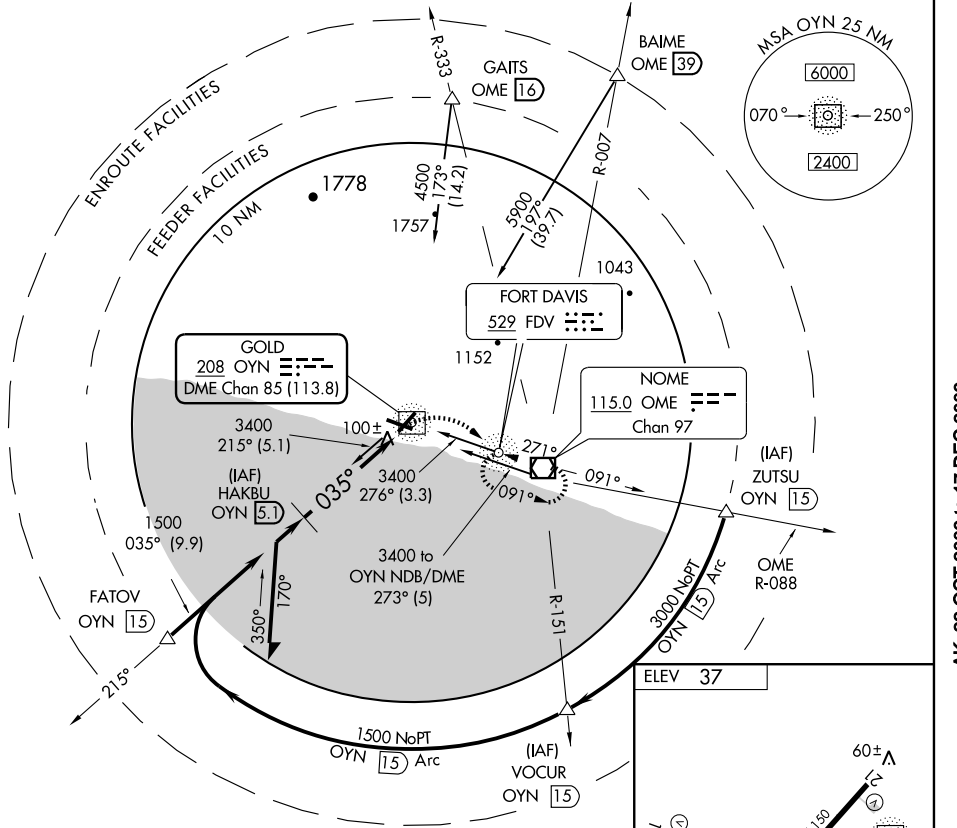 MSA OYN 25 NM
6000
070°
250°
2400
BAIME
OME 39
R-333
GAITS
OME 16
ENROUTE FACILITIES
FEEDER FACILITIES
10 NM
1778
4500
173°
(14.2)
1757
5900
197°
(39.7)
R-007
1043
FORT DAVIS
529 FDV
1152
GOLD
208 OYN
DME Chan 85 (113.8)
NOME
115.0 OME
Chan 97
3400
215° (5.1)
100±
(IAF)
HAKBU
OYN 5.1
035°
3400
276° (3.3)
271°
091°
091°
(IAF)
ZUTSU
OYN 15
1500
035° (9.9)
3400 to
OYN NDB/DME
273° (5)
OME
R-088
FATOV
OYN 15
350°
170°
R-151
3000 NoPT
OYN 15 Arc
215°
1500 NoPT
OYN 15 Arc
(IAF)
VOCUR
OYN 15
ELEV 37
60±
21
V
V
150